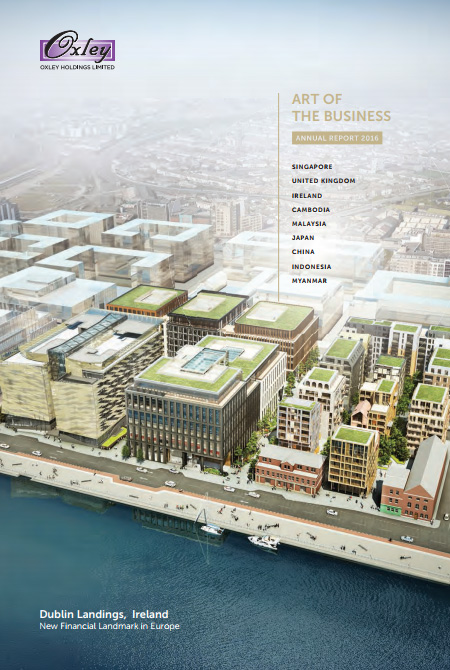 Oxley
OXLEY HOLDINGS LIMITED
ART OF
THE BUSINESS
ANNUAL REPORT 2016
SINGAPORE
UNITED KINGDOM
IRELAND
CAMBODIA
MALAYSIA
JAPAN
CHINA
INDONESIA
MYANMAR
Dublin Landings, Ireland
New Financial Landmark in Europe